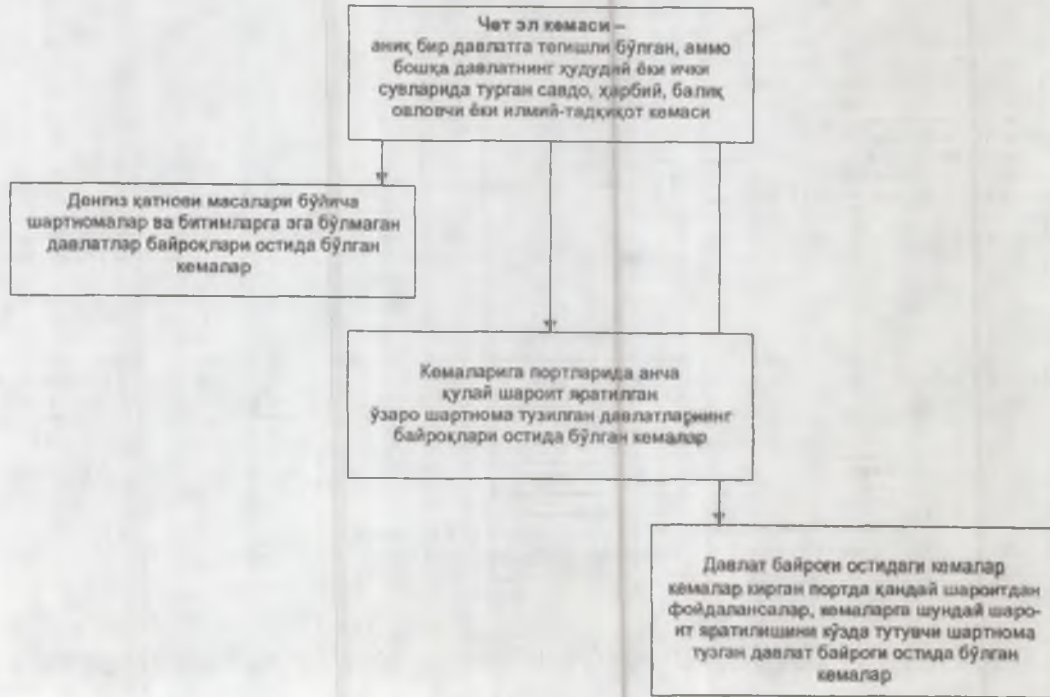 Чет эл кемаси –
аниқ бир давлатга тегишли бўлган, аммо
бошқа давлатнинг ҳудудий ёки ички
сувларида турган савдо, ҳарбий, балиқ
овловчи ёки илмий-тадқиқот кемаси
Денгиз қатнови масалари бўйича
шартномалар ва битимларга эга бўлмаган
давлатлар байроқлари остида бўлган
кемалар
Кемаларига портларида анча
қулай шароит яратилган
ўзаро шартнома тузилган давлатларнинг
байроқлари остида бўлган кемалар
Давлат байроғи остидаги кемалар
кемалар кирган портда қандай шароитдан
фойдалансалар, кемаларга шундай шаро-
ит яратилишини кўзда тутувчи шартнома
тузган давлат байроғи остида бўлган
кемалар